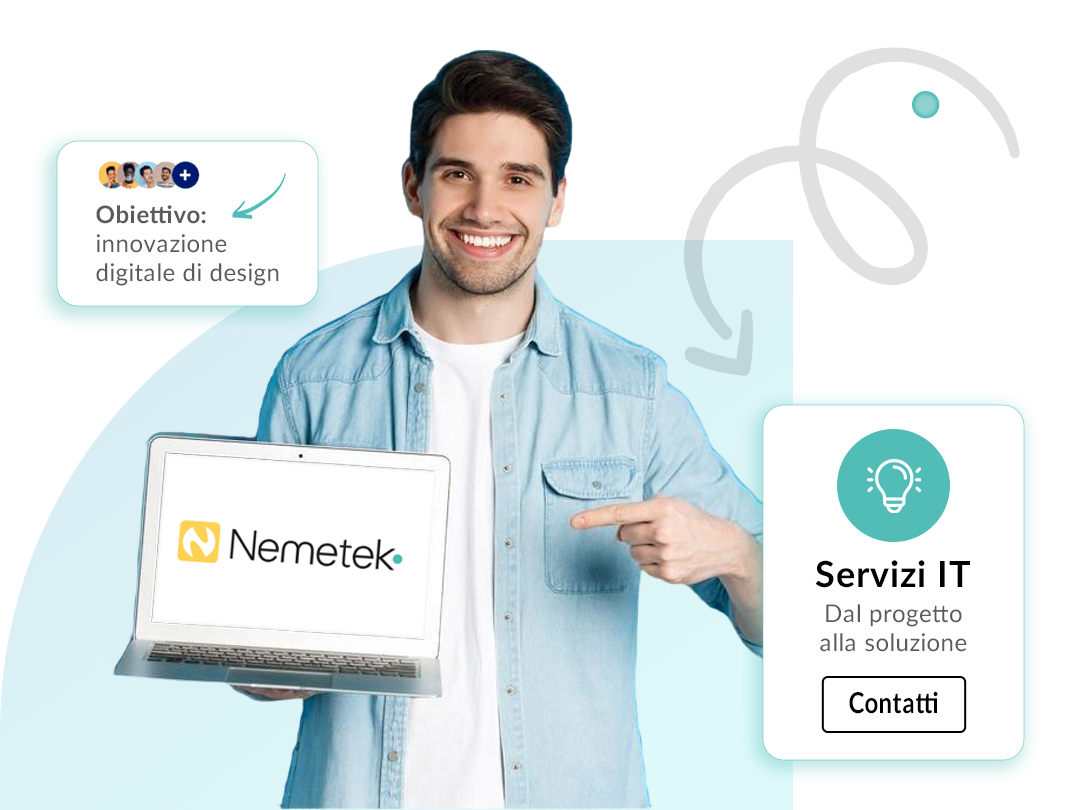 Obiettivo:
innovazione
digitale di design
Nemetek
Servizi IT
Dal progetto
alla soluzione
Contatti